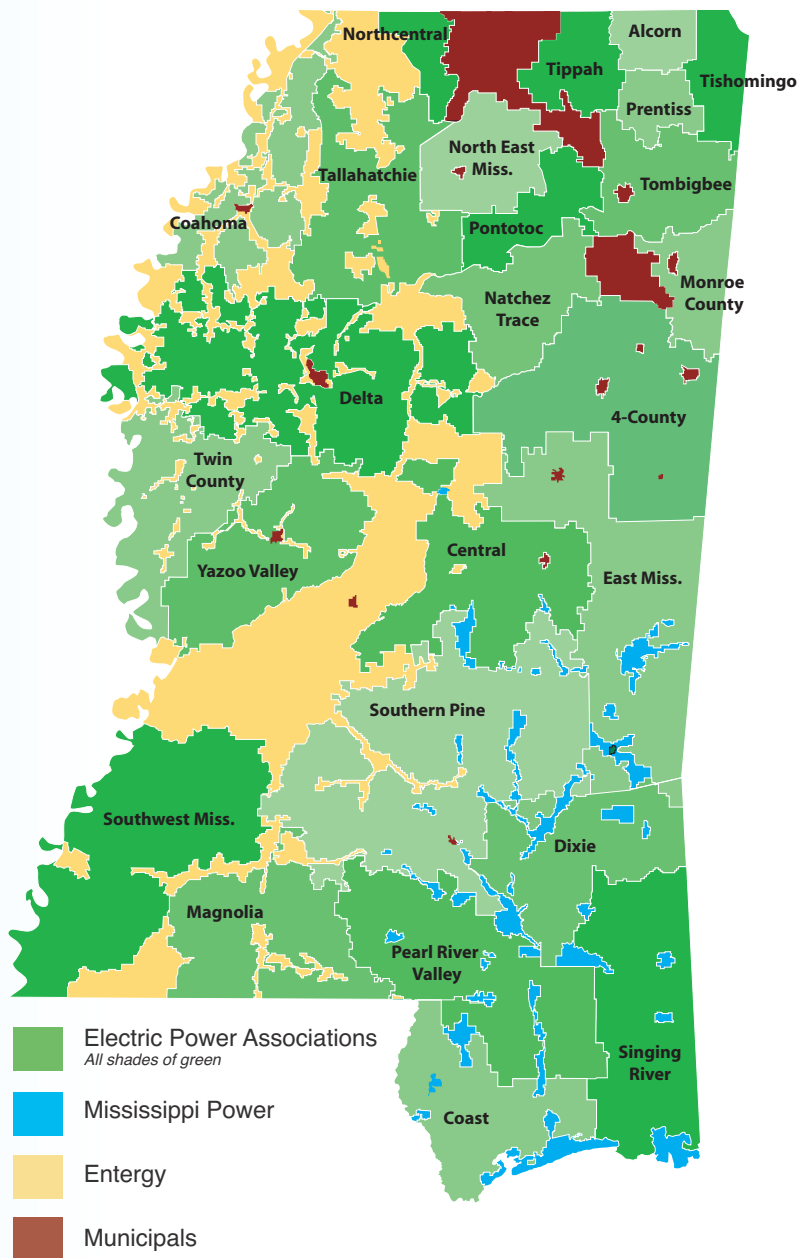 Northcentral
Alcorn
Tippah
Tishomingo
Prentiss
North East
Miss.
Tallahatchie
Tombigbee
Coahoma
Pontotoc
Monroe
County
Natchez
Trace
Delta
4-County
Twin
County
Central
Yazoo Valley
East Miss.
Southern Pine
Southwest Miss.
Dixie
Magnolia
Pearl River
Valley
Singing
River
Coast
Electric Power Associations
All shades of green
Mississippi Power
Entergy
Municipals